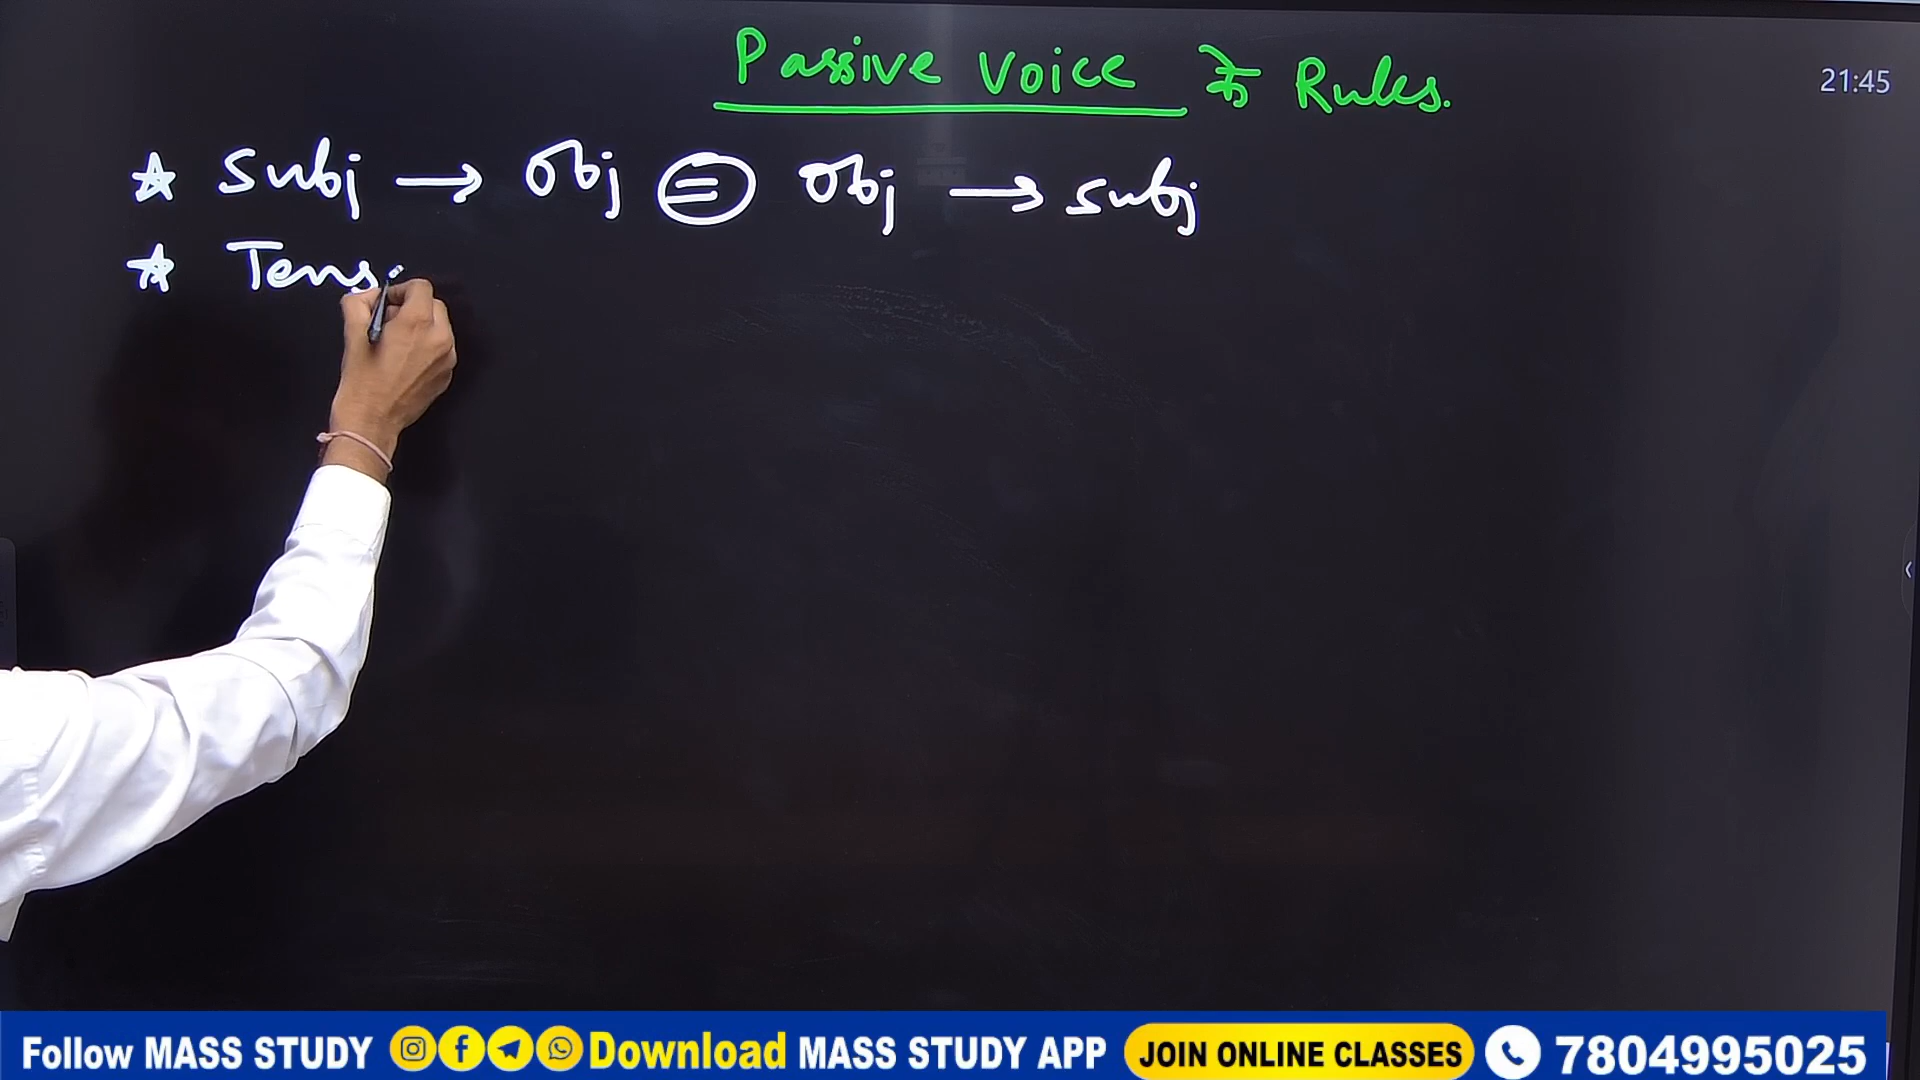 Passive Voice के Rules.
21:45
☆ Subj → Obj = Obj → Subj
☆ Tens
Follow MASS STUDY Download MASS STUDY APP JOIN ONLINE CLASSES 7804995025